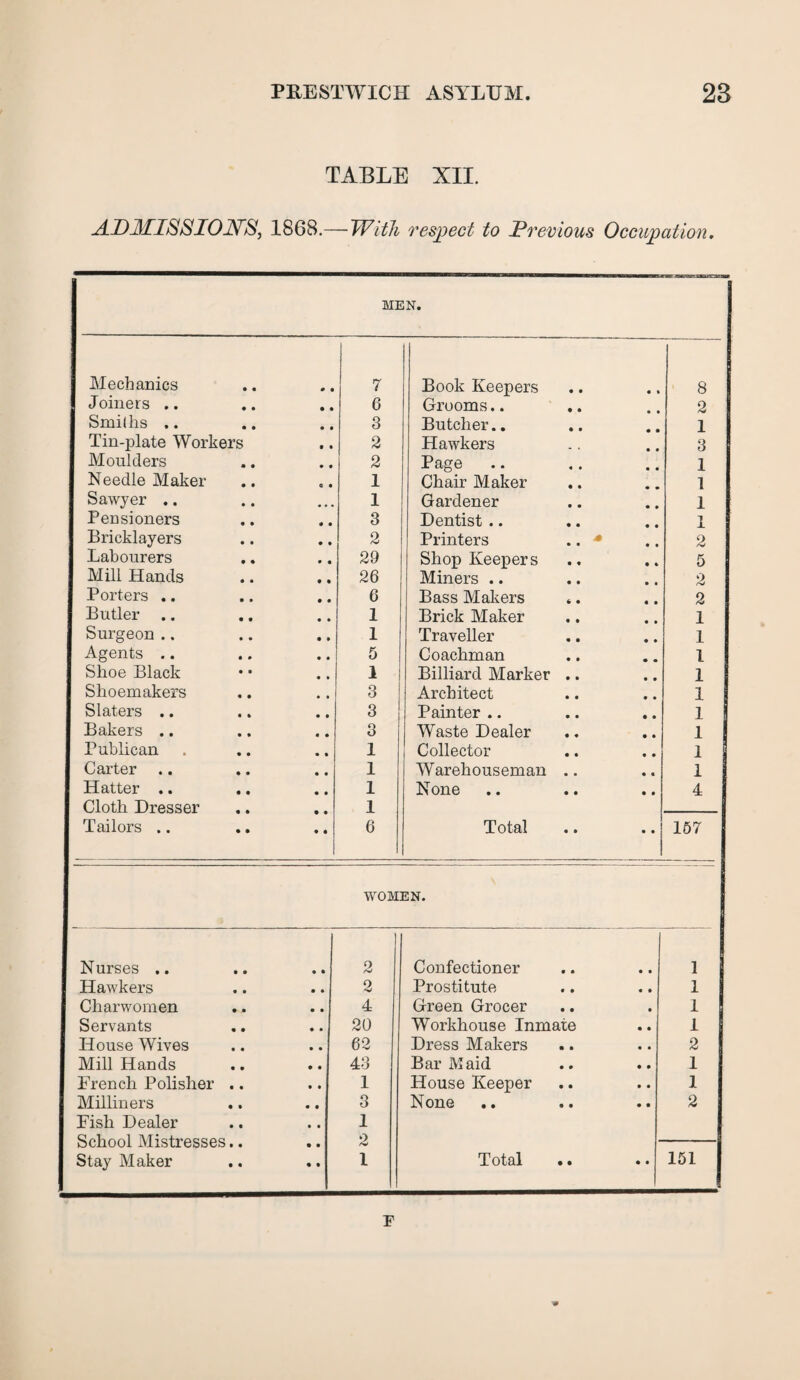 PRESTWICH ASYLUM. 23
TABLE XII.
ADMISSIONS, 1868.—With respect to Previous Occupation.
MEN.
Mechanics .. .. 7
Joiners .. .. .. 6
Smiths .. .. .. 3
Tin-plate Workers .. 2
Moulders .. .. 2
Needle Maker .. .. 1
Sawyer .. .. ... 1
Pensioners .. .. 3
Bricklayers .. .. 2
Labourers .. .. 29
Mill Hands .. .. 26
Porters .. .. .. 6
Butler .. .. .. 1
Surgeon .. .. .. 1
Agents .. .. .. 5
Shoe Black .. .. 1
Shoemakers .. .. 3
Slaters .. .. .. 3
Bakers .. .. .. 3
Publican . .. .. 1
Carter .. .. .. 1
Hatter .. .. .. 1
Cloth Dresser .. .. 1
Tailors .. .. .. 6
Book Keepers .. .. 8
Grooms.. .. .. 2
Butcher.. .. .. 1
Hawkers .. .. 3
Page .. .. .. 1
Chair Maker .. .. 1
Gardener .. .. 1
Dentist .. .. .. 1
Printers .. .. 2
Shop Keepers .. .. 5
Miners .. .. .. 2
Bass Makers .. .. 2
Brick Maker .. .. 1
Traveller .. .. 1
Coachman .. .. 1
Billiard Marker .. .. 1
Architect .. .. 1
Painter .. .. .. 1
Waste Dealer .. .. 1
Collector .. .. 1
Warehouseman .. .. 1
None .. .. .. 4
Total .. .. 157
WOMEN.
Nurses .. .. .. 2
Hawkers .. .. 2
Charwomen .. .. 4
Servants .. .. 20
House Wives .. .. 62
Mill Hands .. .. 43
French Polisher .. .. 1
Milliners .. .. 3
Fish Dealer .. .. 1
School Mistresses.. .. 2
Stay Maker .. .. 1
Confectioner .. .. 1
Prostitute .. .. 1
Green Grocer .. . 1
Workhouse Inmate .. 1
Dress Makers .. .. 2
Bar Maid .. .. 1
House Keeper .. .. 1
None .. .. .. 2
Total .. .. 151
F